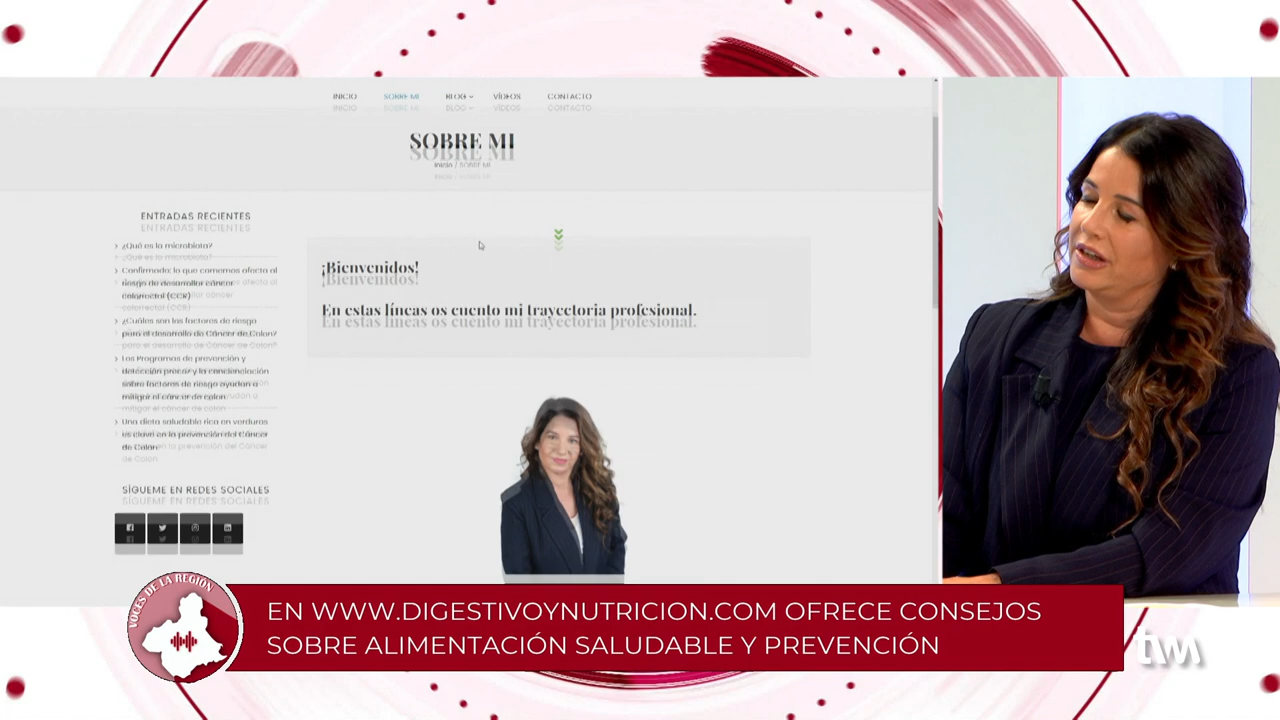 INICIO SOBRE MI BLOG VÍDEOS CONTACTO
SOBRE MI
Inicio / SOBRE MI
ENTRADAS RECIENTES
¿Qué es la microbiota?
Confirmado: lo que comemos afecta al
riesgo de desarrollar cáncer
colorrectal (CCR)
¿Cuáles son los factores de riesgo
para el desarrollo de Cáncer de Colon?
Los Programas de prevención y
detección precoz y la concienciación
sobre factores de riesgo ayudan a
mitigar el cáncer de colon
Una dieta saludable rica en verduras
es clave en la prevención del Cáncer
de Colon
SÍGUEME EN REDES SOCIALES
¡Bienvenidos!
En estas líneas os cuento mi trayectoria profesional.
VOCES DE LA REGIÓN
EN WWW.DIGESTIVOYNUTRICION.COM OFRECE CONSEJOS
SOBRE ALIMENTACIÓN SALUDABLE Y PREVENCIÓN